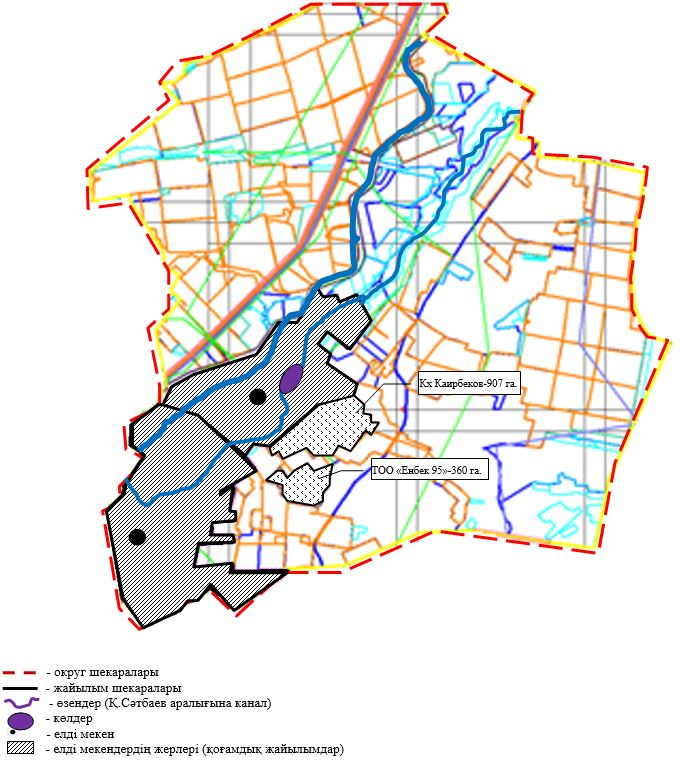 Кх Каирбеков-907 га.
ТОО «Енбек 95»-360 га.
- округ шекаралары
- жайылым шекаралары
- өзендер (Қ.Сәтбаев аралығына канал)
- көлдер
- елді мекен
- елді мекендердің жерлері (қоғамдық жайылымдар)